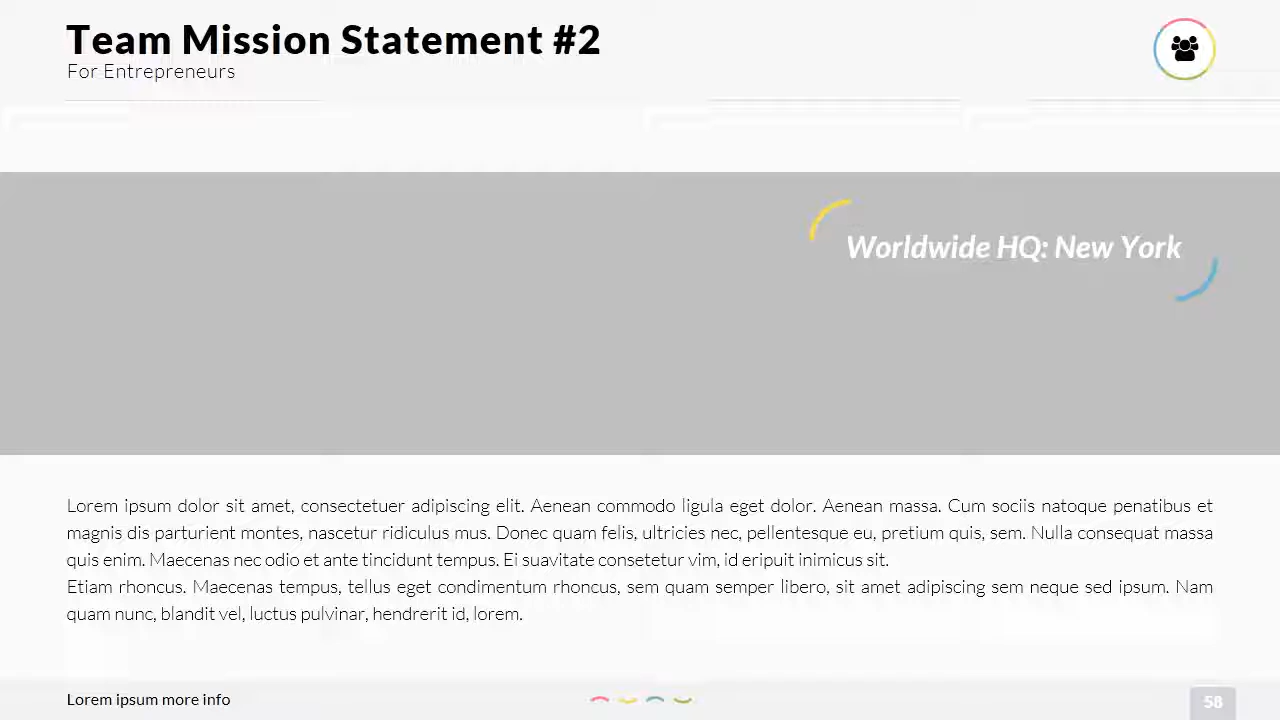 Team Mission Statement #2
For Entrepreneurs
Worldwide HQ: New York
Lorem ipsum dolor sit amet, consectetuer adipiscing elit. Aenean commodo ligula eget dolor. Aenean massa. Cum sociis natoque penatibus et
magnis dis parturient montes, nascetur ridiculus mus. Donec quam felis, ultricies nec, pellentesque eu, pretium quis, sem. Nulla consequat massa
quis enim. Maecenas nec odio et ante tincidunt tempus. Ei suavitate consetetur vim, id eripuit inimicus sit.
Etiam rhoncus. Maecenas tempus, tellus eget condimentum rhoncus, sem quam semper libero, sit amet adipiscing sem neque sed ipsum. Nam
quam nunc, blandit vel, luctus pulvinar, hendrerit id, lorem.
Lorem ipsum more info
58